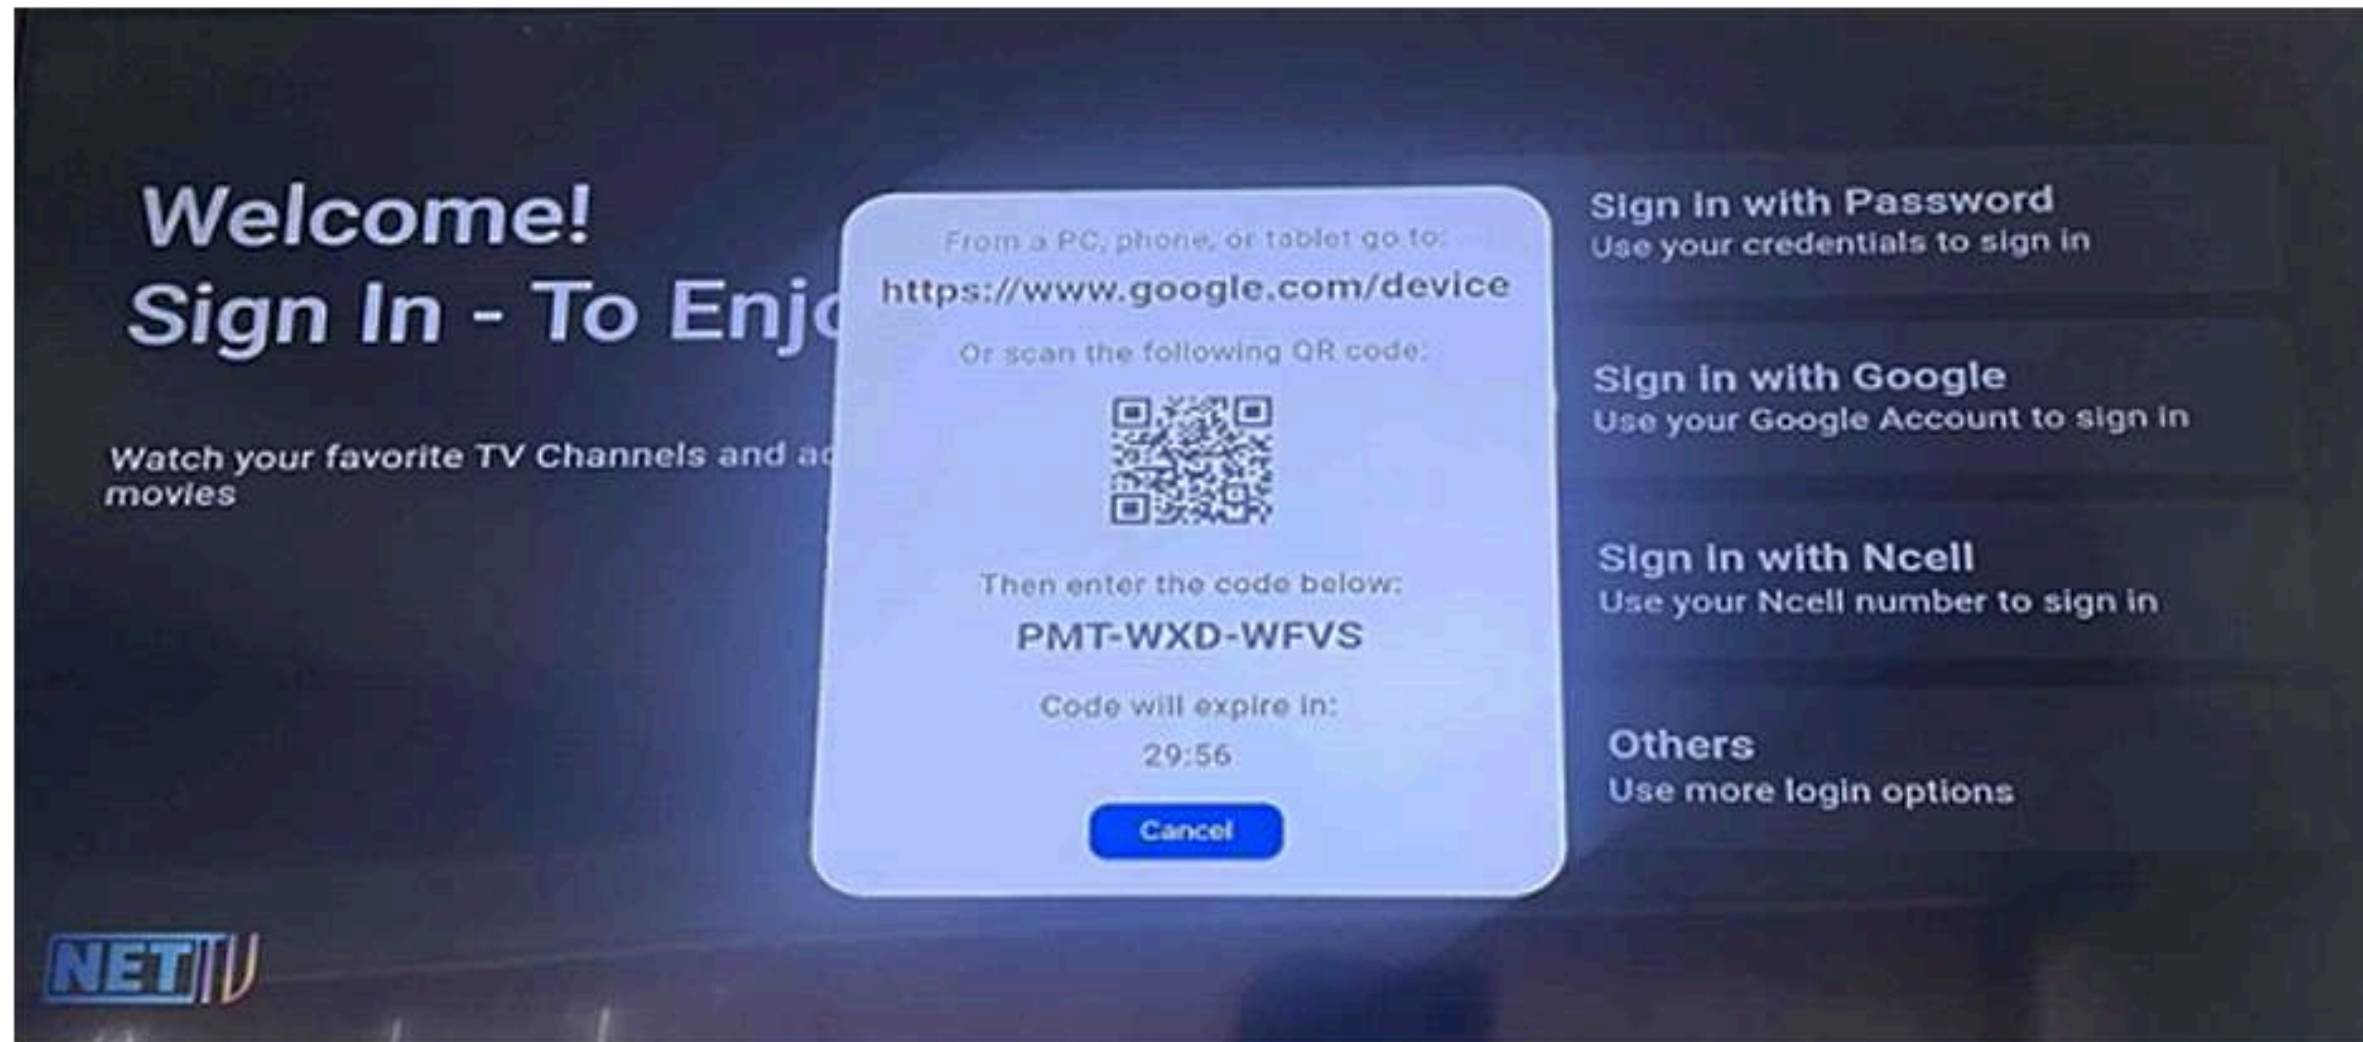 Welcome!
Sign In - To Enjo
Watch your favorite TV Channels and ad
movies
From a PC, phone, or tablet go to:
https://www.google.com/device
Or scan the following QR code:
Then enter the code below:
PMT-WXD-WFVS
Code will expire in:
29:56
Cancel
Sign In with Password
Use your credentials to sign in
Sign in with Google
Use your Google Account to sign in
Sign In with Ncell
Use your Ncell number to sign in
Others
Use more login options
NETTV